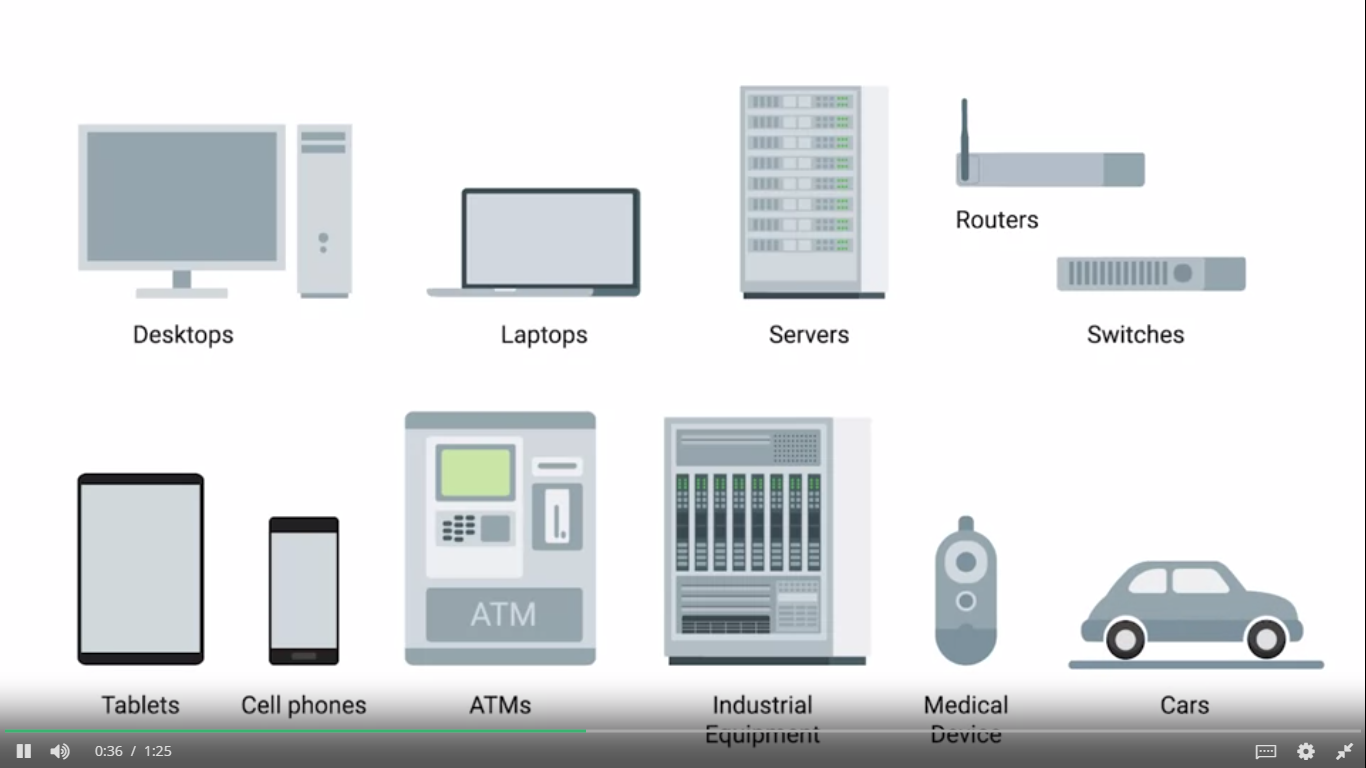 Routers
Desktops
Laptops
Servers
Switches
ATM
Tablets
Cell phones
ATMs
Industrial
Equipment
Medical
Device
Cars
0:36 / 1:25